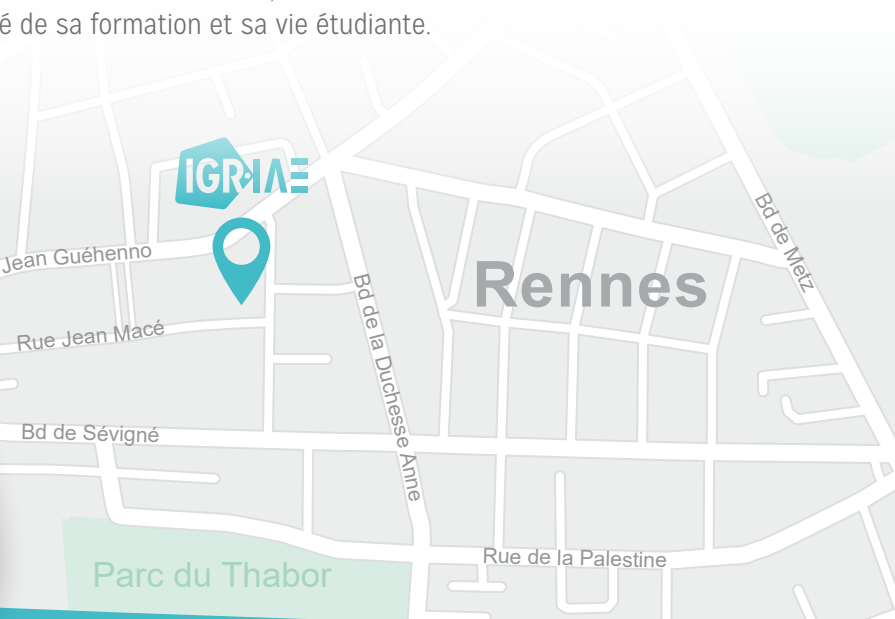 é de sa formation et sa vie étudiante.
IGR·IAE
Bd de Metz
Jean Guéhenno
Rennes
Bd de la Duchesse Anne
Rue Jean Macé
Bd de Sévigné
Rue de la Palestine
Parc du Thabor